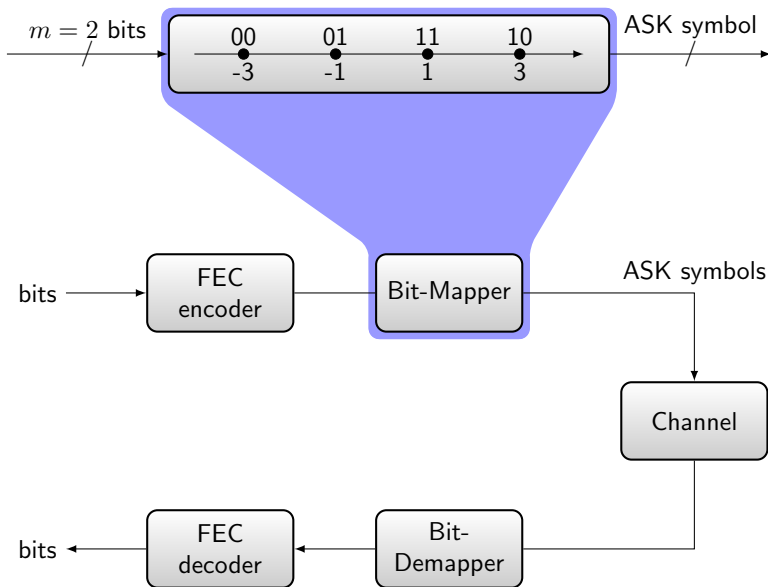 m = 2 bits
00 01 11 10
-3 -1 1 3
ASK symbol
bits
FEC
encoder
Bit-Mapper
ASK symbols
Channel
bits
FEC
decoder
Bit-
Demapper